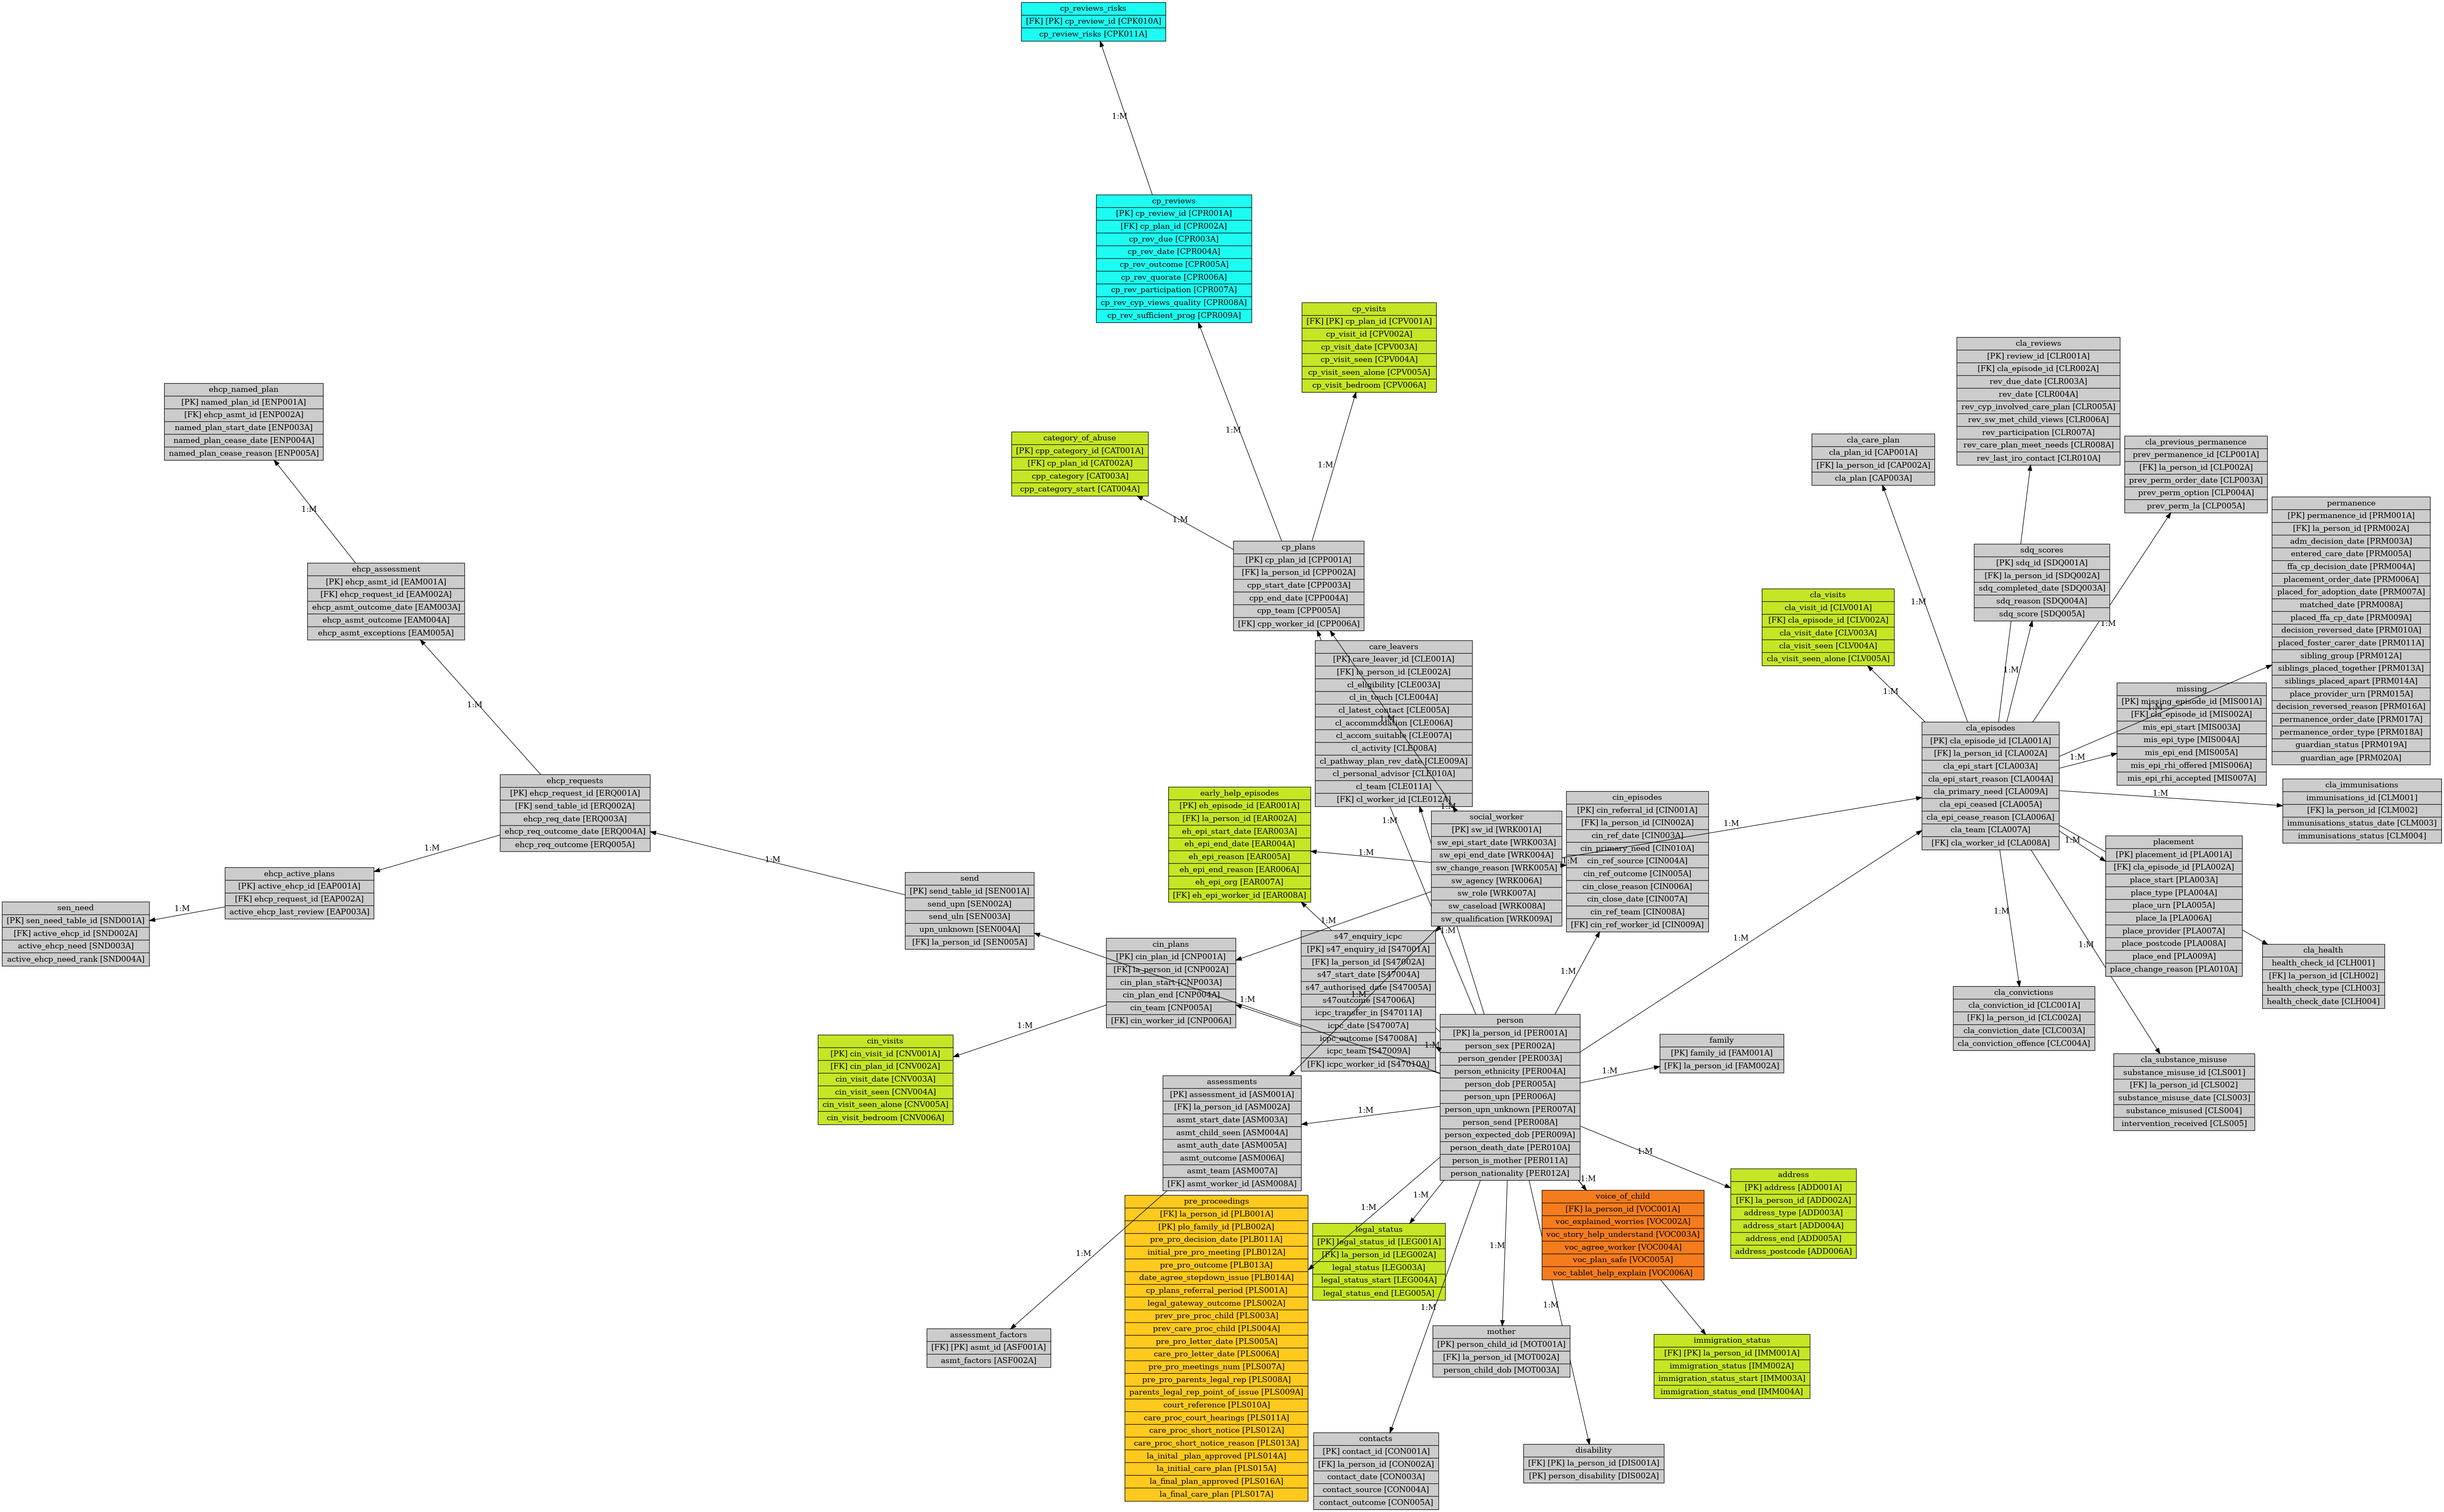 cp_reviews_risks
[FK] [PK] cp_review_id [CPK010A]
cp_review_risks [CPK011A]
1:M
cp_reviews
[PK] cp_review_id [CPR001A]
[FK] cp_plan_id [CPR002A]
cp_rev_due [CPR003A]
cp_rev_date [CPR004A]
cp_rev_outcome [CPR005A]
cp_rev_quorate [CPR006A]
cp_rev_participation [CPR007A]
cp_rev_cyp_views_quality [CPR008A]
cp_rev_sufficient_prog [CPR009A]
1:M
cp_visits
[FK] [PK] cp_plan_id [CPV001A]
cp_visit_id [CPV002A]
cp_visit_date [CPV003A]
cp_visit_seen [CPV004A]
cp_visit_seen_alone [CPV005A]
cp_visit_bedroom [CPV006A]
1:M
category_of_abuse
[PK] cpp_category_id [CAT001A]
[FK] cp_plan_id [CAT002A]
cpp_category [CAT003A]
cpp_category_start [CAT004A]
1:M
cp_plans
[PK] cp_plan_id [CPP001A]
[FK] la_person_id [CPP002A]
cpp_start_date [CPP003A]
cpp_end_date [CPP004A]
cpp_team [CPP005A]
[FK] cpp_worker_id [CPP006A]
ehcp_named_plan
[PK] named_plan_id [ENP001A]
[FK] ehcp_asmt_id [ENP002A]
named_plan_start_date [ENP003A]
named_plan_cease_date [ENP004A]
named_plan_cease_reason [ENP005A]
1:M
ehcp_assessment
[PK] ehcp_asmt_id [EAM001A]
[FK] ehcp_request_id [EAM002A]
ehcp_asmt_outcome_date [EAM003A]
ehcp_asmt_outcome [EAM004A]
ehcp_asmt_exceptions [EAM005A]
1:M
ehcp_requests
[PK] ehcp_request_id [ERQ001A]
[FK] send_table_id [ERQ002A]
ehcp_req_date [ERQ003A]
ehcp_req_outcome_date [ERQ004A]
ehcp_req_outcome [ERQ005A]
1:M
1:M
ehcp_active_plans
[PK] active_ehcp_id [EAP001A]
[FK] ehcp_request_id [EAP002A]
active_ehcp_last_review [EAP003A]
1:M
sen_need
[PK] sen_need_table_id [SND001A]
[FK] active_ehcp_id [SND002A]
active_ehcp_need [SND003A]
active_ehcp_need_rank [SND004A]
send
[PK] send_table_id [SEN001A]
send_upn [SEN002A]
send_uln [SEN003A]
upn_unknown [SEN004A]
[FK] la_person_id [SEN005A]
care_leavers
[PK] care_leaver_id [CLE001A]
[FK] la_person_id [CLE002A]
cl_eligibility [CLE003A]
cl_in_touch [CLE004A]
cl_latest_contact [CLE005A]
cl_accommodation [CLE006A]
cl_accom_suitable [CLE007A]
cl_activity [CLE008A]
cl_pathway_plan_rev_date [CLE009A]
cl_personal_advisor [CLE010A]
cl_team [CLE011A]
[FK] cl_worker_id [CLE012A]
1:M
1:M
1:M
early_help_episodes
[PK] eh_episode_id [EAR001A]
[FK] la_person_id [EAR002A]
eh_epi_start_date [EAR003A]
eh_epi_end_date [EAR004A]
eh_epi_reason [EAR005A]
eh_epi_end_reason [EAR006A]
eh_epi_org [EAR007A]
[FK] eh_epi_worker_id [EAR008A]
1:M
1:M
social_worker
[PK] sw_id [WRK001A]
sw_epi_start_date [WRK003A]
sw_epi_end_date [WRK004A]
sw_change_reason [WRK005A]
sw_agency [WRK006A]
sw_role [WRK007A]
sw_caseload [WRK008A]
sw_qualification [WRK009A]
1:M
1:M
1:M
cin_episodes
[PK] cin_referral_id [CIN001A]
[FK] la_person_id [CIN002A]
cin_ref_date [CIN003A]
cin_primary_need [CIN010A]
cin_ref_source [CIN004A]
cin_ref_outcome [CIN005A]
cin_close_reason [CIN006A]
cin_close_date [CIN007A]
cin_ref_team [CIN008A]
[FK] cin_ref_worker_id [CIN009A]
1:M
1:M
s47_enquiry_icpc
[PK] s47_enquiry_id [S47001A]
[FK] la_person_id [S47002A]
s47_start_date [S47004A]
s47_authorised_date [S47005A]
s47outcome [S47006A]
icpc_transfer_in [S47011A]
icpc_date [S47007A]
icpc_outcome [S47008A]
icpc_team [S47009A]
[FK] icpc_worker_id [S47010A]
1:M
1:M
cin_plans
[PK] cin_plan_id [CNP001A]
[FK] la_person_id [CNP002A]
cin_plan_start [CNP003A]
cin_plan_end [CNP004A]
cin_team [CNP005A]
[FK] cin_worker_id [CNP006A]
1:M
1:M
cin_visits
[PK] cin_visit_id [CNV001A]
[FK] cin_plan_id [CNV002A]
cin_visit_date [CNV003A]
cin_visit_seen [CNV004A]
cin_visit_seen_alone [CNV005A]
cin_visit_bedroom [CNV006A]
assessments
[PK] assessment_id [ASM001A]
[FK] la_person_id [ASM002A]
asmt_start_date [ASM003A]
asmt_child_seen [ASM004A]
asmt_auth_date [ASM005A]
asmt_outcome [ASM006A]
asmt_team [ASM007A]
[FK] asmt_worker_id [ASM008A]
1:M
1:M
assessment_factors
[FK] [PK] asmt_id [ASF001A]
asmt_factors [ASF002A]
person
[PK] la_person_id [PER001A]
person_sex [PER002A]
person_gender [PER003A]
person_ethnicity [PER004A]
person_dob [PER005A]
person_upn [PER006A]
person_upn_unknown [PER007A]
person_send [PER008A]
person_expected_dob [PER009A]
person_death_date [PER010A]
person_is_mother [PER011A]
person_nationality [PER012A]
1:M
family
[PK] family_id [FAM001A]
[FK] la_person_id [FAM002A]
1:M
address
[PK] address [ADD001A]
[FK] la_person_id [ADD002A]
address_type [ADD003A]
address_start [ADD004A]
address_end [ADD005A]
address_postcode [ADD006A]
1:M
voice_of_child
[FK] la_person_id [VOC001A]
voc_explained_worries [VOC002A]
voc_story_help_understand [VOC003A]
voc_agree_worker [VOC004A]
voc_plan_safe [VOC005A]
voc_tablet_help_explain [VOC006A]
immigration_status
[FK] [PK] la_person_id [IMM001A]
immigration_status [IMM002A]
immigration_status_start [IMM003A]
immigration_status_end [IMM004A]
pre_proceedings
[FK] la_person_id [PLB001A]
[PK] plo_family_id [PLB002A]
pre_pro_decision_date [PLB011A]
initial_pre_pro_meeting [PLB012A]
pre_pro_outcome [PLB013A]
date_agree_stepdown_issue [PLB014A]
cp_plans_referral_period [PLS001A]
legal_gateway_outcome [PLS002A]
prev_pre_proc_child [PLS003A]
prev_care_proc_child [PLS004A]
pre_pro_letter_date [PLS005A]
care_pro_letter_date [PLS006A]
pre_pro_meetings_num [PLS007A]
pre_pro_parents_legal_rep [PLS008A]
parents_legal_rep_point_of_issue [PLS009A]
court_reference [PLS010A]
care_proc_court_hearings [PLS011A]
care_proc_short_notice [PLS012A]
care_proc_short_notice_reason [PLS013A]
la_inital _plan_approved [PLS014A]
la_initial_care_plan [PLS015A]
la_final_plan_approved [PLS016A]
la_final_care_plan [PLS017A]
1:M
1:M
legal_status
[PK] legal_status_id [LEG001A]
[FK] la_person_id [LEG002A]
legal_status [LEG003A]
legal_status_start [LEG004A]
legal_status_end [LEG005A]
1:M
1:M
1:M
mother
[PK] person_child_id [MOT001A]
[FK] la_person_id [MOT002A]
person_child_dob [MOT003A]
contacts
[PK] contact_id [CON001A]
[FK] la_person_id [CON002A]
contact_date [CON003A]
contact_source [CON004A]
contact_outcome [CON005A]
disability
[FK] [PK] la_person_id [DIS001A]
[PK] person_disability [DIS002A]
cla_reviews
[PK] review_id [CLR001A]
[FK] cla_episode_id [CLR002A]
rev_due_date [CLR003A]
rev_date [CLR004A]
rev_cyp_involved_care_plan [CLR005A]
rev_sw_met_child_views [CLR006A]
rev_participation [CLR007A]
rev_care_plan_meet_needs [CLR008A]
rev_last_iro_contact [CLR010A]
cla_care_plan
cla_plan_id [CAP001A]
[FK] la_person_id [CAP002A]
cla_plan [CAP003A]
cla_previous_permanence
prev_permanence_id [CLP001A]
[FK] la_person_id [CLP002A]
prev_perm_order_date [CLP003A]
prev_perm_option [CLP004A]
prev_perm_la [CLP005A]
permanence
[PK] permanence_id [PRM001A]
[FK] la_person_id [PRM002A]
adm_decision_date [PRM003A]
entered_care_date [PRM005A]
ffa_cp_decision_date [PRM004A]
placement_order_date [PRM006A]
placed_for_adoption_date [PRM007A]
matched_date [PRM008A]
placed_ffa_cp_date [PRM009A]
decision_reversed_date [PRM010A]
placed_foster_carer_date [PRM011A]
sibling_group [PRM012A]
siblings_placed_together [PRM013A]
siblings_placed_apart [PRM014A]
place_provider_urn [PRM015A]
decision_reversed_reason [PRM016A]
permanence_order_date [PRM017A]
permanence_order_type [PRM018A]
guardian_status [PRM019A]
guardian_age [PRM020A]
sdq_scores
[PK] sdq_id [SDQ001A]
[FK] la_person_id [SDQ002A]
sdq_completed_date [SDQ003A]
sdq_reason [SDQ004A]
sdq_score [SDQ005A]
1:M
1:M
1:M
cla_visits
cla_visit_id [CLV001A]
[FK] cla_episode_id [CLV002A]
cla_visit_date [CLV003A]
cla_visit_seen [CLV004A]
cla_visit_seen_alone [CLV005A]
1:M
missing
[PK] missing_episode_id [MIS001A]
[FK] cla_episode_id [MIS002A]
mis_epi_start [MIS003A]
mis_epi_type [MIS004A]
mis_epi_end [MIS005A]
mis_epi_rhi_offered [MIS006A]
mis_epi_rhi_accepted [MIS007A]
1:M
1:M
cla_episodes
[PK] cla_episode_id [CLA001A]
[FK] la_person_id [CLA002A]
cla_epi_start [CLA003A]
cla_epi_start_reason [CLA004A]
cla_primary_need [CLA009A]
cla_epi_ceased [CLA005A]
cla_epi_cease_reason [CLA006A]
cla_team [CLA007A]
[FK] cla_worker_id [CLA008A]
1:M
cla_immunisations
immunisations_id [CLM001]
[FK] la_person_id [CLM002]
immunisations_status_date [CLM003]
immunisations_status [CLM004]
1:M
placement
[PK] placement_id [PLA001A]
[FK] cla_episode_id [PLA002A]
place_start [PLA003A]
place_type [PLA004A]
place_urn [PLA005A]
place_la [PLA006A]
place_provider [PLA007A]
place_postcode [PLA008A]
place_end [PLA009A]
place_change_reason [PLA010A]
cla_health
health_check_id [CLH001]
[FK] la_person_id [CLH002]
health_check_type [CLH003]
health_check_date [CLH004]
1:M
1:M
cla_convictions
cla_conviction_id [CLC001A]
[FK] la_person_id [CLC002A]
cla_conviction_date [CLC003A]
cla_conviction_offence [CLC004A]
cla_substance_misuse
substance_misuse_id [CLS001]
[FK] la_person_id [CLS002]
substance_misuse_date [CLS003]
substance_misused [CLS004]
intervention_received [CLS005]